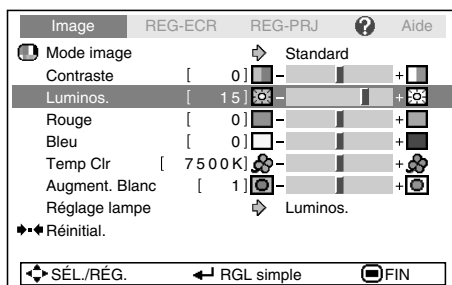 Image REG-ECR REG-PRJ ? Aide
Mode image Standard
Contraste [ 0] - +
Luminos. [ 15] - +
Rouge [ 0] - +
Bleu [ 0] - +
Temp Clr [ 7500K] - +
Augment. Blanc [ 1] - +
Réglage lampe Luminos.
Réinitial.
SÉL./RÉG. RGL simple FIN